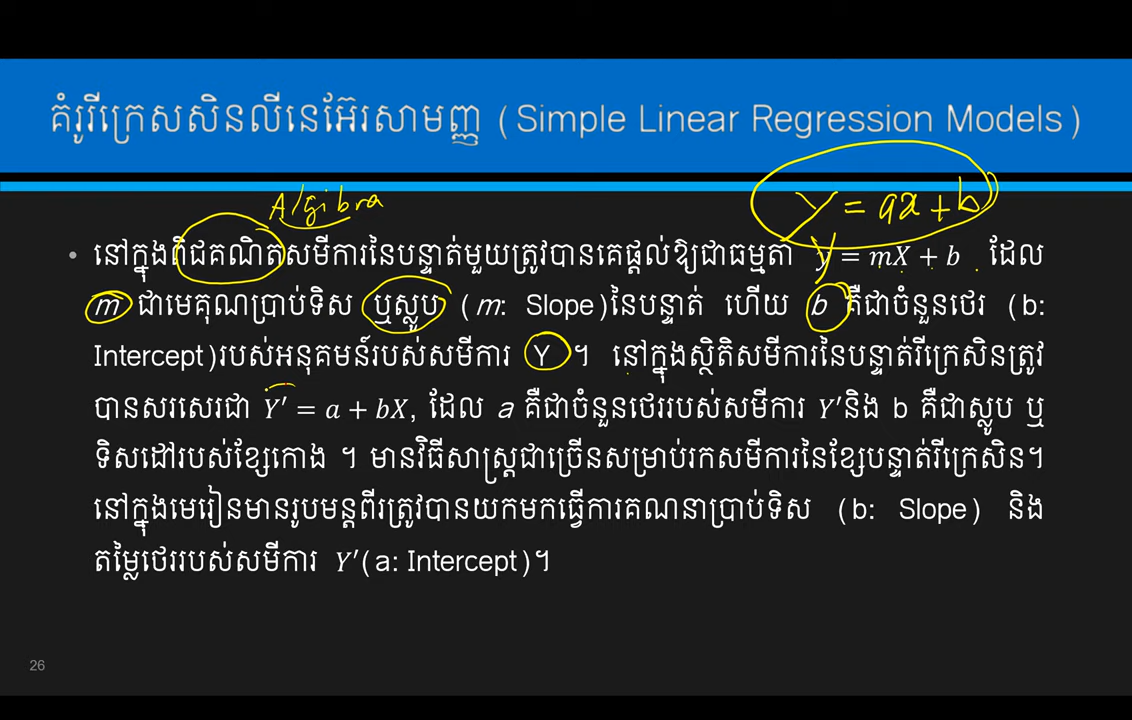 គំរូរីក្រេសសិនលីនេអ៊ែរសាមញ្ញ (Simple Linear Regression Models)
Algibra
y = ax + b
• នៅក្នុងពិជគណិតសមីការនៃបន្ទាត់មួយត្រូវបានគេផ្តល់ឱ្យជាធម្មតា y = mX + b ដែល
m ជាមេគុណប្រាប់ទិស ឬស្លូប (m: Slope)នៃបន្ទាត់ ហើយ b គឺជាចំនួនថេរ (b:
Intercept)របស់អនុគមន៍របស់សមីការ Y ។ នៅក្នុងស្ថិតិសមីការនៃបន្ទាត់រីក្រេសិនត្រូវ
បានសរសេរជា Y′ = a + bX, ដែល a គឺជាចំនួនថេររបស់សមីការ Y′និង b គឺជាស្លូប ឬ
ទិសដៅរបស់ខ្សែកោង ។ មានវិធីសាស្ត្រជាច្រើនសម្រាប់រកសមីការនៃខ្សែបន្ទាត់រីក្រេសិន។
នៅក្នុងមេរៀនមានរូបមន្តពីរត្រូវបានយកមកធ្វើការគណនាប្រាប់ទិស (b: Slope) និង
តម្លៃថេររបស់សមីការ Y′(a: Intercept)។
26